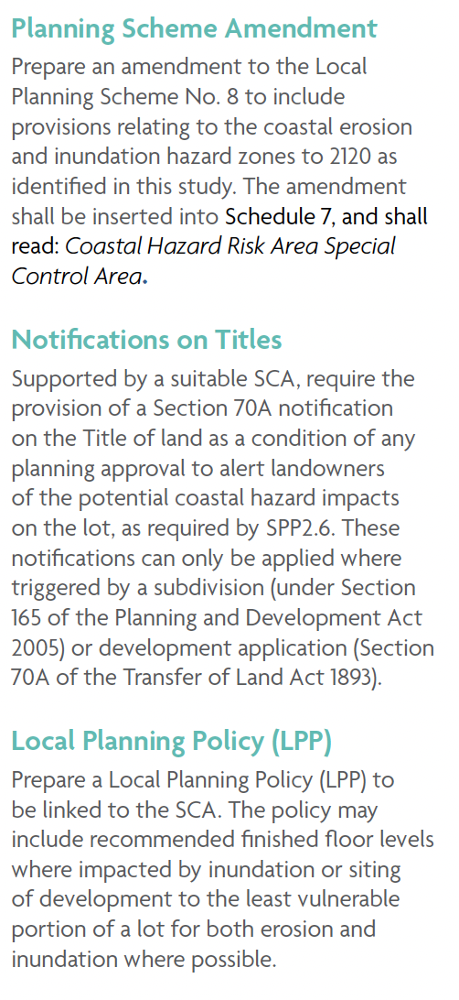 Planning Scheme Amendment
Prepare an amendment to the Local
Planning Scheme No. 8 to include
provisions relating to the coastal erosion
and inundation hazard zones to 2120 as
identified in this study. The amendment
shall be inserted into Schedule 7, and shall
read: Coastal Hazard Risk Area Special
Control Area.
Notifications on Titles
Supported by a suitable SCA, require the
provision of a Section 70A notification
on the Title of land as a condition of any
planning approval to alert landowners
of the potential coastal hazard impacts
on the lot, as required by SPP2.6. These
notifications can only be applied where
triggered by a subdivision (under Section
165 of the Planning and Development Act
2005) or development application (Section
70A of the Transfer of Land Act 1893).
Local Planning Policy (LPP)
Prepare a Local Planning Policy (LPP) to
be linked to the SCA. The policy may
include recommended finished floor levels
where impacted by inundation or siting
of development to the least vulnerable
portion of a lot for both erosion and
inundation where possible.